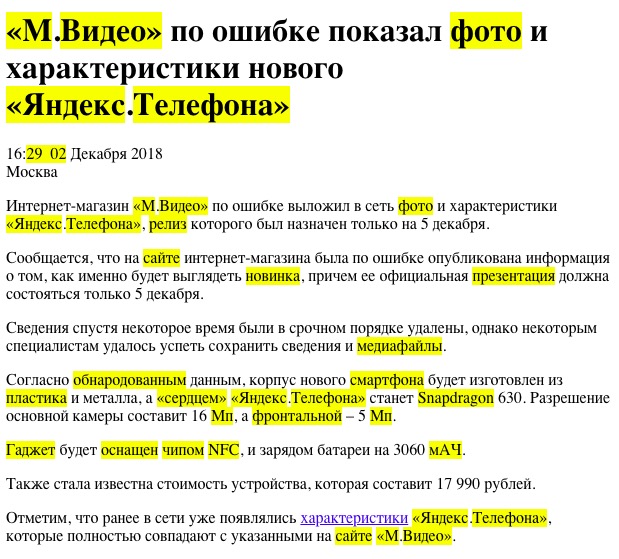 «М.Видео» по ошибке показал фото и
характеристики нового
«Яндекс.Телефона»
16:29 02 Декабря 2018
Москва
Интернет-магазин «М.Видео» по ошибке выложил в сеть фото и характеристики
«Яндекс.Телефона», релиз которого был назначен только на 5 декабря.
Сообщается, что на сайте интернет-магазина была по ошибке опубликована информация
о том, как именно будет выглядеть новинка, причем ее официальная презентация должна
состояться только 5 декабря.
Сведения спустя некоторое время были в срочном порядке удалены, однако некоторым
специалистам удалось успеть сохранить сведения и медиафайлы.
Согласно обнародованным данным, корпус нового смартфона будет изготовлен из
пластика и металла, а «сердцем» «Яндекс.Телефона» станет Snapdragon 630. Разрешение
основной камеры составит 16 Мп, а фронтальной – 5 Мп.
Гаджет будет оснащен чипом NFC, и зарядом батареи на 3060 мАЧ.
Также стала известна стоимость устройства, которая составит 17 990 рублей.
Отметим, что ранее в сети уже появлялись характеристики «Яндекс.Телефона»,
которые полностью совпадают с указанными на сайте «М.Видео».